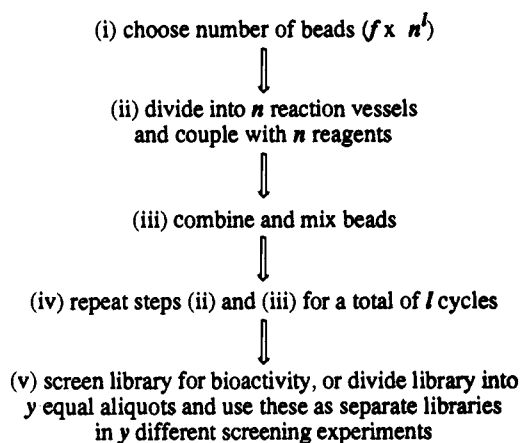 (i) choose number of beads (f x n^l)
(ii) divide into n reaction vessels
and couple with n reagents
(iii) combine and mix beads
(iv) repeat steps (ii) and (iii) for a total of l cycles
(v) screen library for bioactivity, or divide library into
y equal aliquots and use these as separate libraries
in y different screening experiments